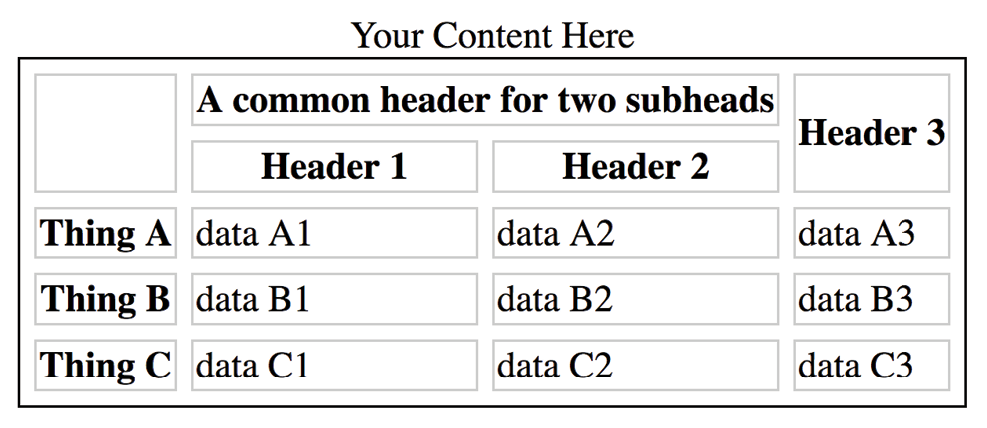 Your Content Here
A common header for two subheads
Header 3
Header 1 Header 2
Thing A data A1 data A2 data A3
Thing B data B1 data B2 data B3
Thing C data C1 data C2 data C3